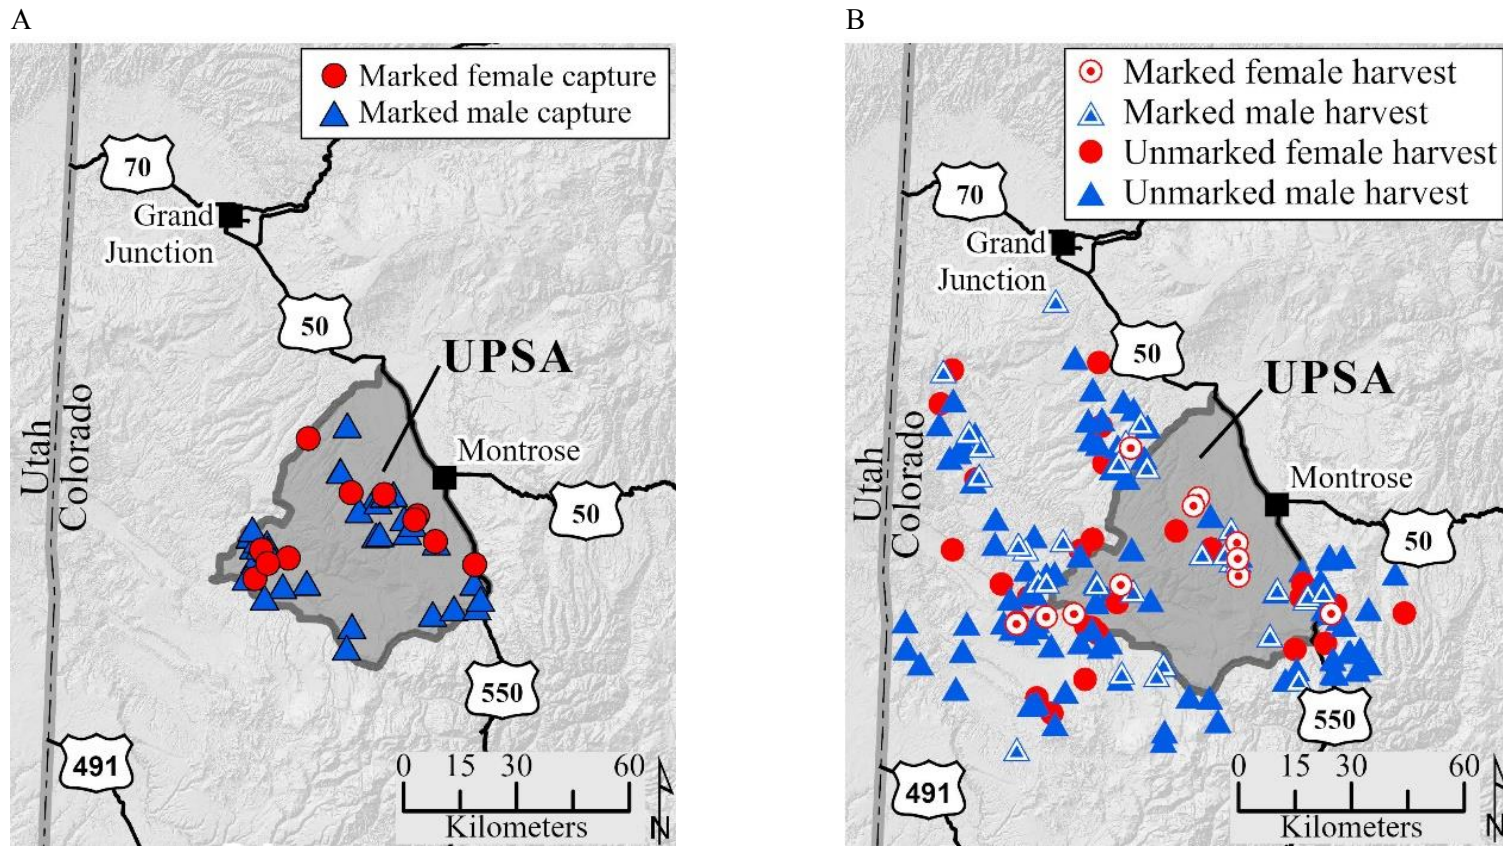 A
Marked female capture
Marked male capture
70
Grand
Junction
50
UPSA
Utah
Colorado
Montrose
50
550
491
0 15 30 60
Kilometers
N
B
Marked female harvest
Marked male harvest
Unmarked female harvest
Unmarked male harvest
70
Grand
Junction
50
UPSA
Utah
Colorado
Montrose
50
550
491
0 15 30 60
Kilometers
N